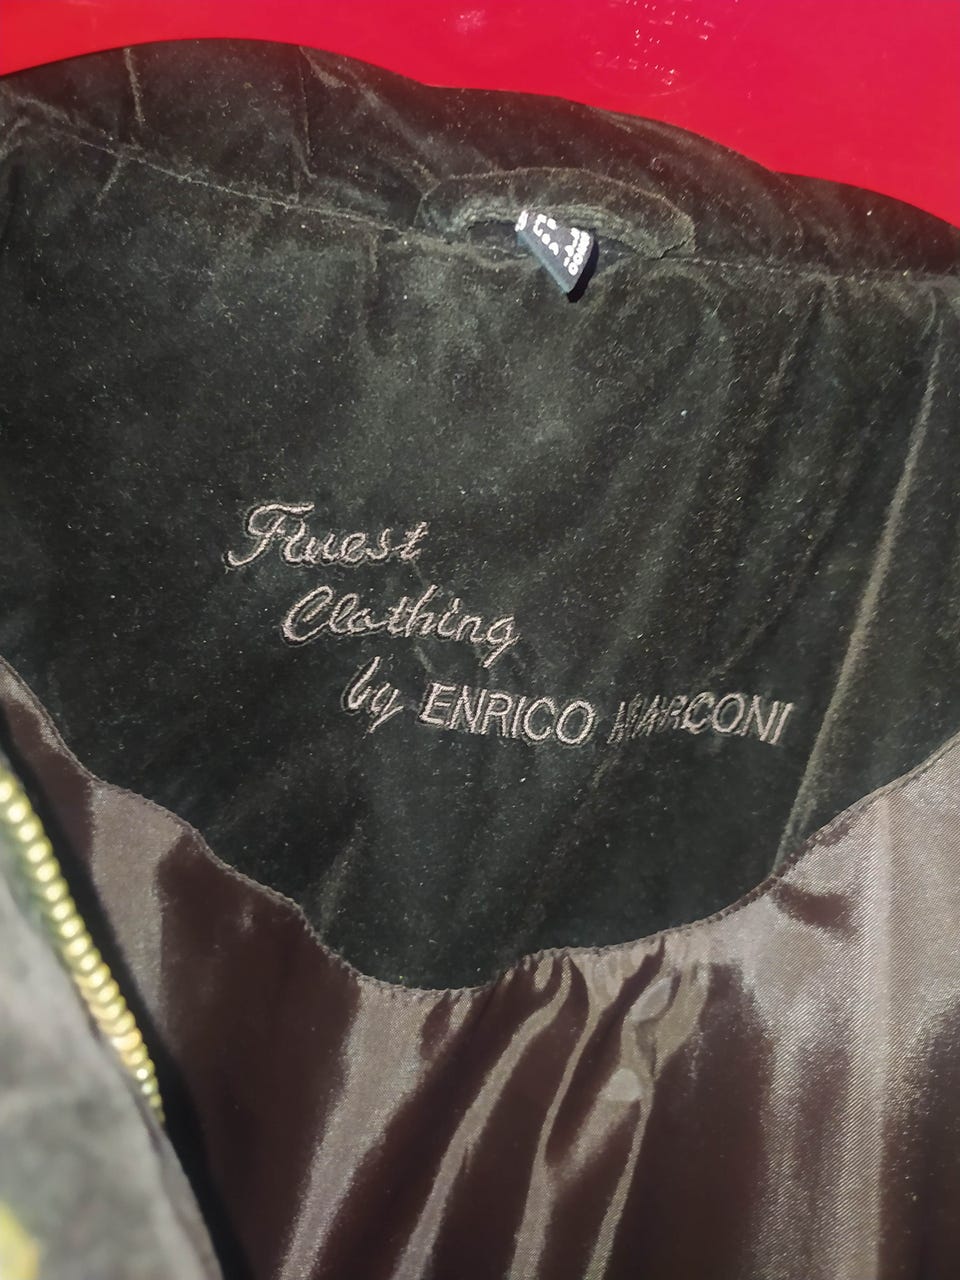 Finest
Clothing
by ENRICO MARCONI